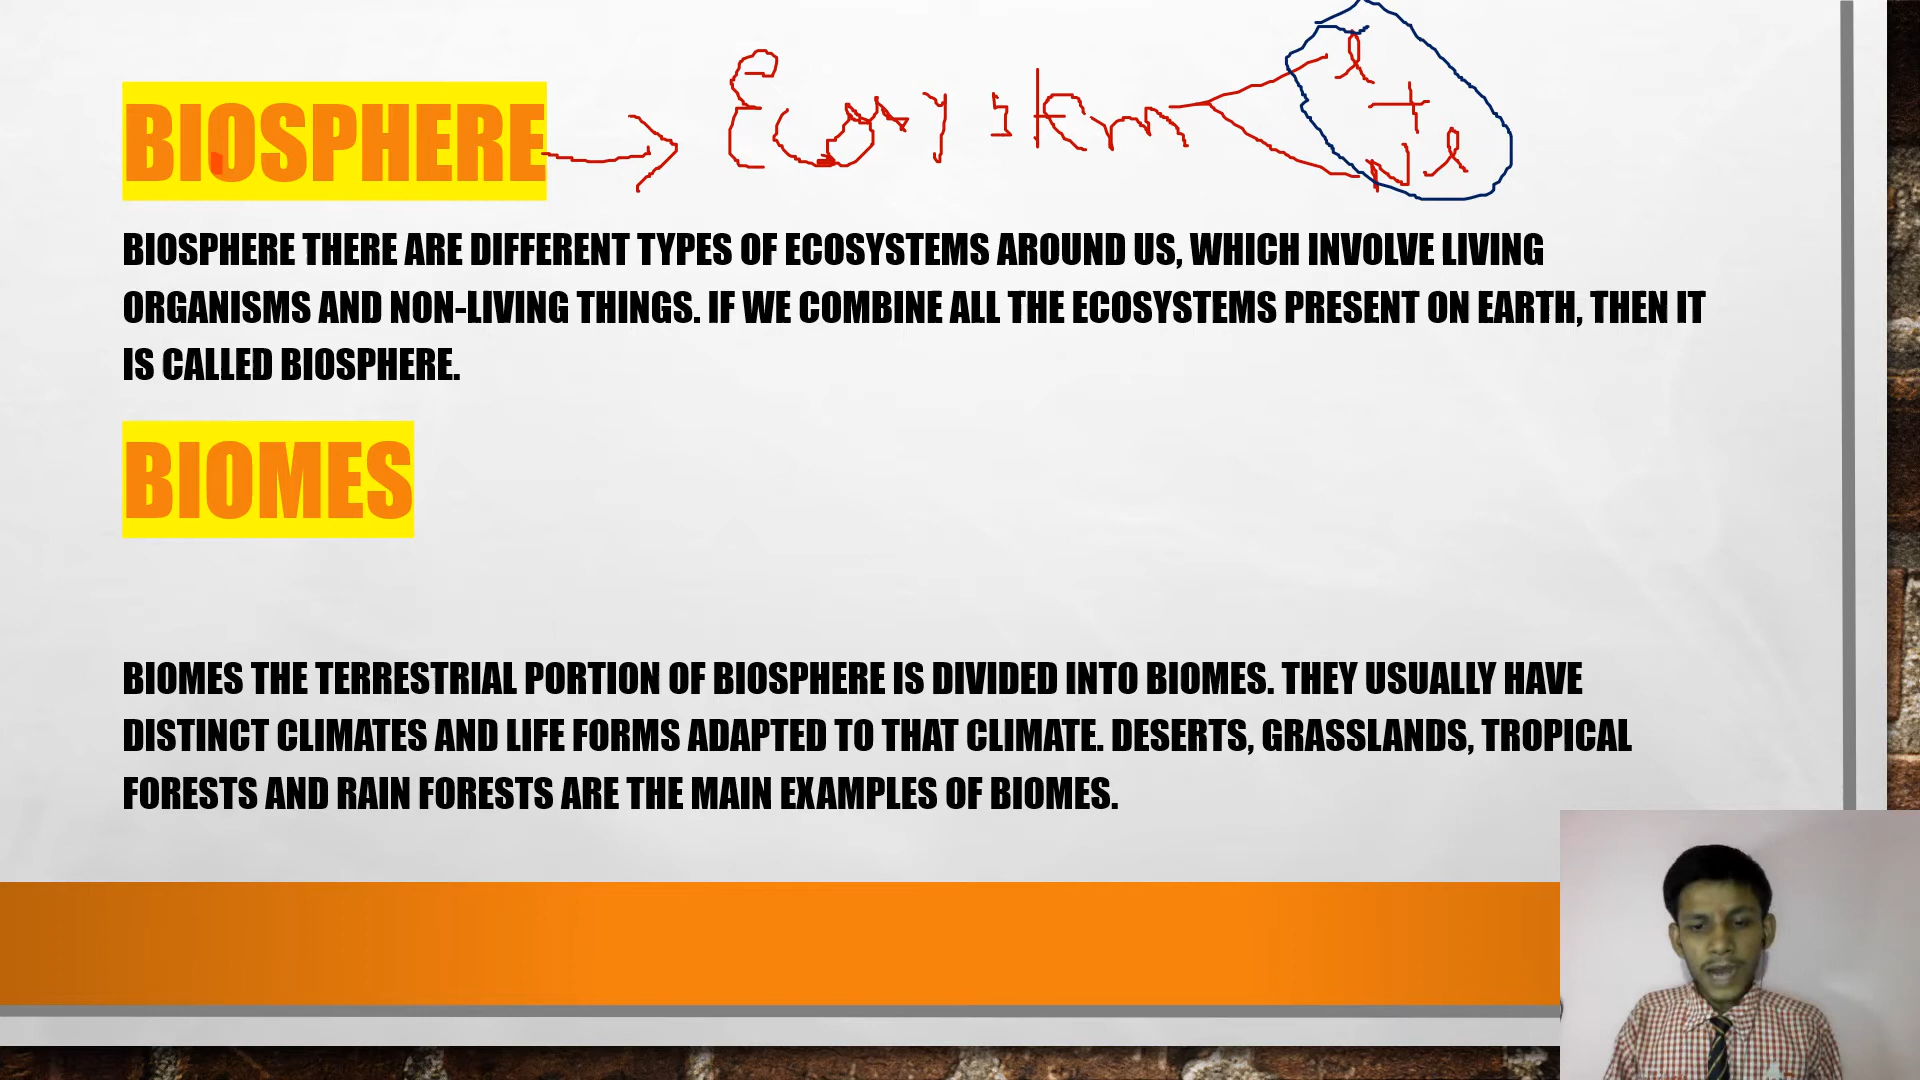 BIOSPHERE → Ecosystem l + Nl
BIOSPHERE THERE ARE DIFFERENT TYPES OF ECOSYSTEMS AROUND US, WHICH INVOLVE LIVING
ORGANISMS AND NON-LIVING THINGS. IF WE COMBINE ALL THE ECOSYSTEMS PRESENT ON EARTH, THEN IT
IS CALLED BIOSPHERE.
BIOMES
BIOMES THE TERRESTRIAL PORTION OF BIOSPHERE IS DIVIDED INTO BIOMES. THEY USUALLY HAVE
DISTINCT CLIMATES AND LIFE FORMS ADAPTED TO THAT CLIMATE. DESERTS, GRASSLANDS, TROPICAL
FORESTS AND RAIN FORESTS ARE THE MAIN EXAMPLES OF BIOMES.